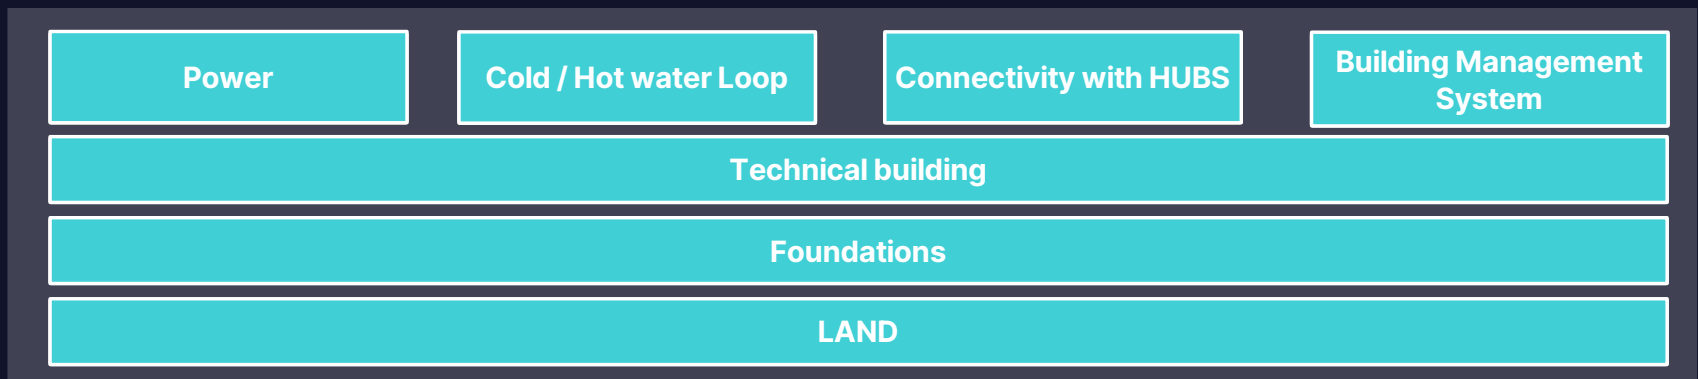 Power
Cold / Hot water Loop
Connectivity with HUBS
Building Management
System
Technical building
Foundations
LAND